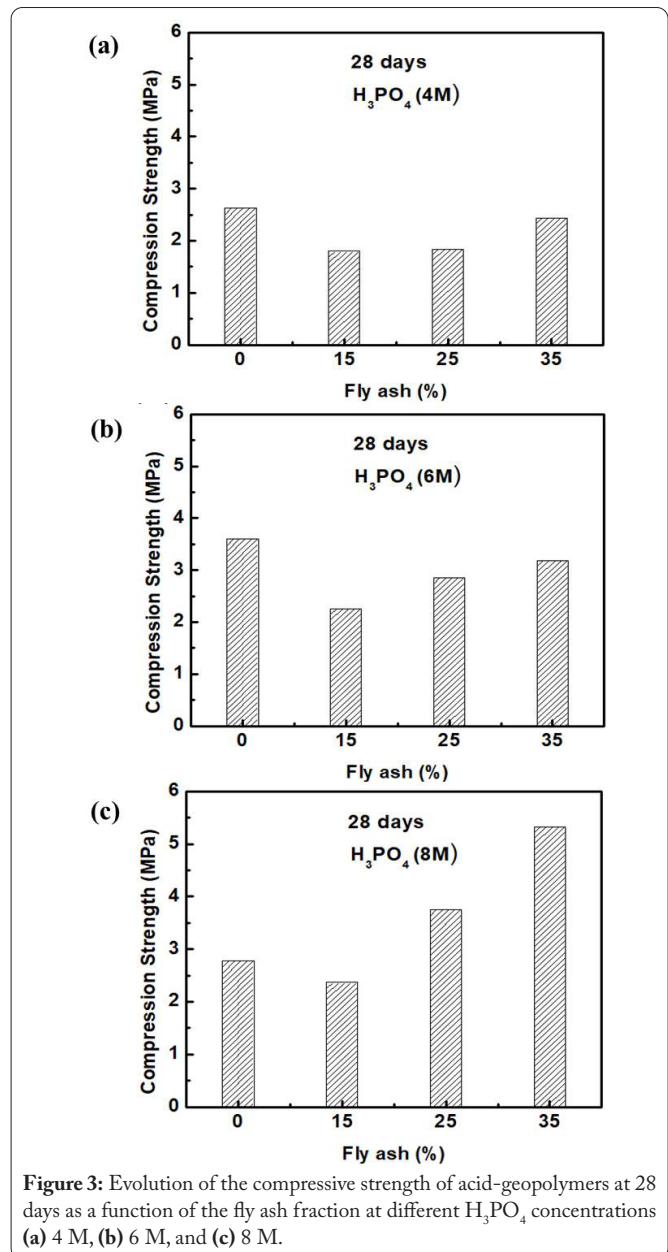 (a)
6
5
4
3
2
1
0
Compression Strength (MPa)
28 days
H₃PO₄ (4M)
0 15 25 35
Fly ash (%)
(b)
6
5
4
3
2
1
0
Compression Strength (MPa)
28 days
H₃PO₄ (6M)
0 15 25 35
Fly ash (%)
(c)
6
5
4
3
2
1
0
Compression Strength (MPa)
28 days
H₃PO₄ (8M)
0 15 25 35
Fly ash (%)
Figure 3: Evolution of the compressive strength of acid-geopolymers at 28
days as a function of the fly ash fraction at different H₃PO₄ concentrations
(a) 4 M, (b) 6 M, and (c) 8 M.